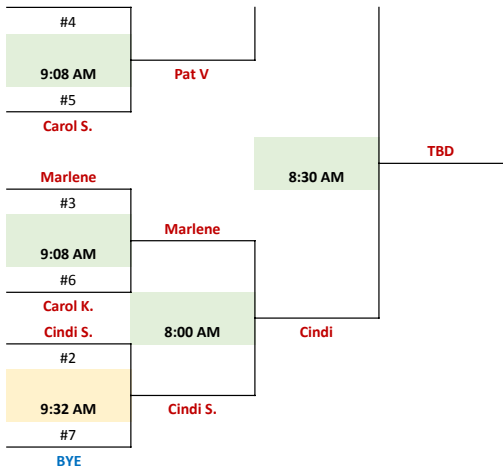 #4
9:08 AM
Pat V
#5
Carol S.
TBD
8:30 AM
Marlene
#3
Marlene
9:08 AM
#6
Carol K.
Cindi S.
8:00 AM
Cindi
#2
9:32 AM
Cindi S.
#7
BYE